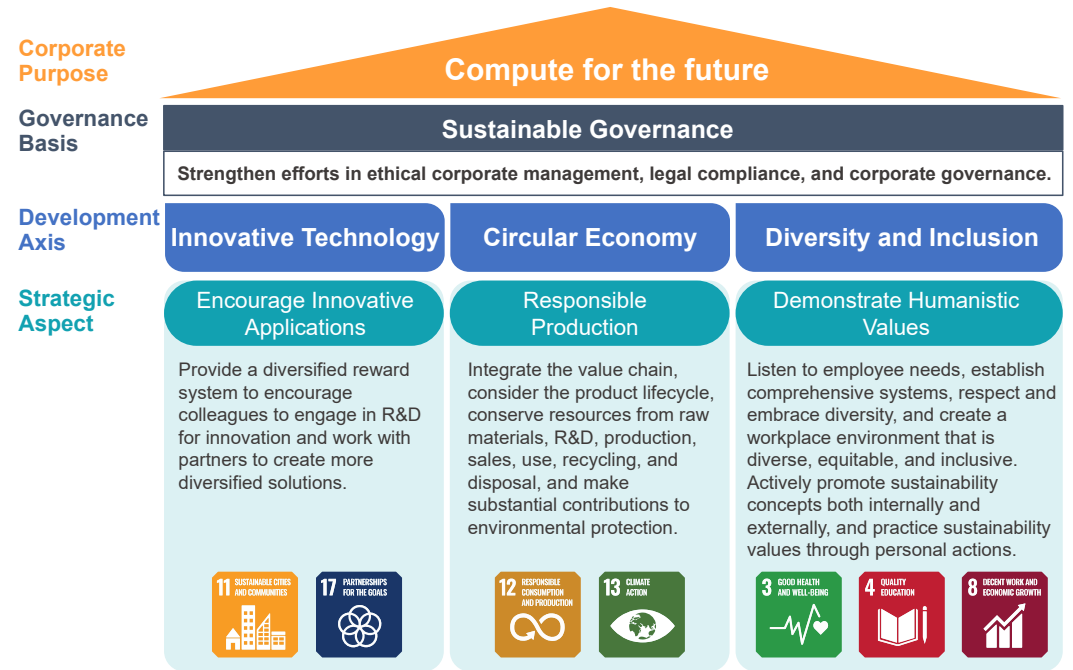 Corporate
Purpose
Compute for the future
Governance
Basis
Sustainable Governance
Strengthen efforts in ethical corporate management, legal compliance, and corporate governance.
Development
Axis
Innovative Technology
Circular Economy
Diversity and Inclusion
Strategic
Aspect
Encourage Innovative
Applications
Provide a diversified reward
system to encourage
colleagues to engage in R&D
for innovation and work with
partners to create more
diversified solutions.
11 SUSTAINABLE CITIES
AND COMMUNITIES
17 PARTNERSHIPS
FOR THE GOALS
Responsible
Production
Integrate the value chain,
consider the product lifecycle,
conserve resources from raw
materials, R&D, production,
sales, use, recycling, and
disposal, and make
substantial contributions to
environmental protection.
12 RESPONSIBLE
CONSUMPTION
AND PRODUCTION
13 CLIMATE
ACTION
Demonstrate Humanistic
Values
Listen to employee needs, establish
comprehensive systems, respect and
embrace diversity, and create a
workplace environment that is
diverse, equitable, and inclusive.
Actively promote sustainability
concepts both internally and
externally, and practice sustainability
values through personal actions.
3 GOOD HEALTH
AND WELL-BEING
4 QUALITY
EDUCATION
8 DECENT WORK AND
ECONOMIC GROWTH